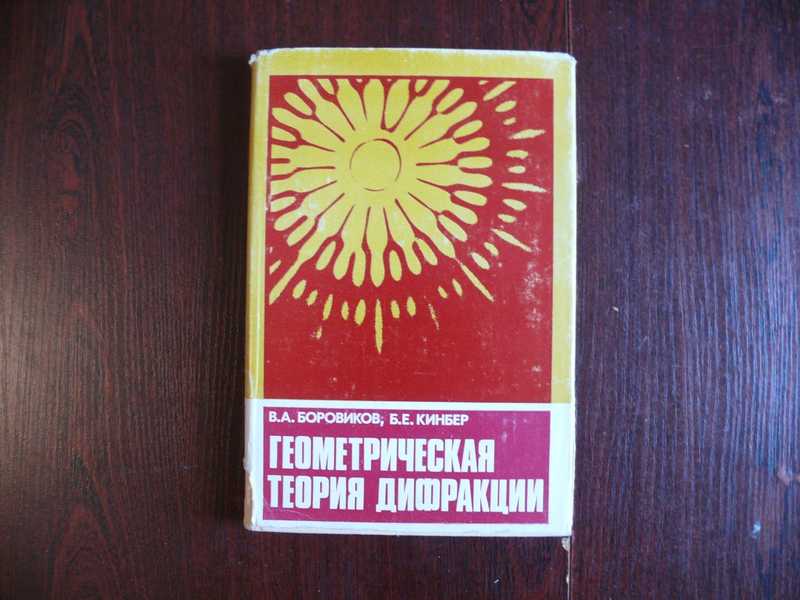 В.А. БОРОВИКОВ, Б.Е. КИНБЕР
ГЕОМЕТРИЧЕСКАЯ
ТЕОРИЯ ДИФРАКЦИИ